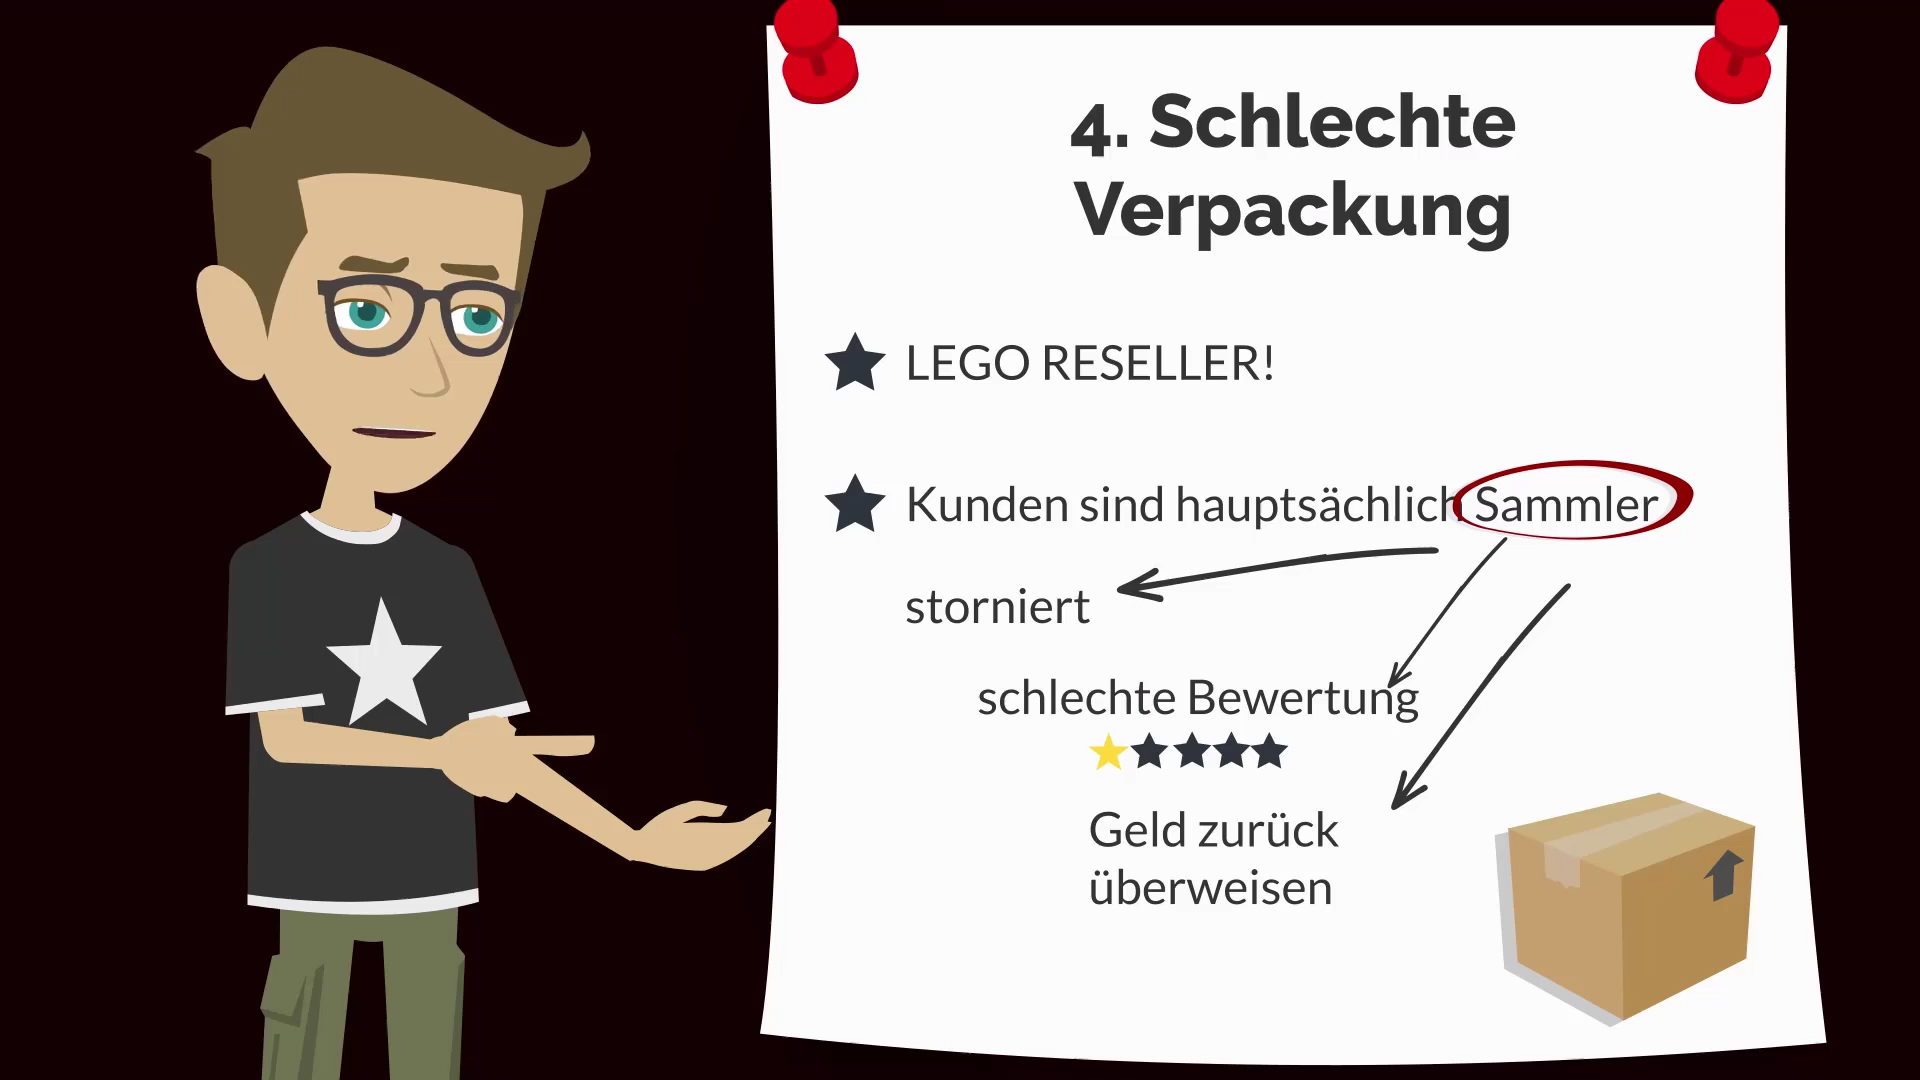 4. Schlechte
Verpackung
LEGO RESELLER!
Kunden sind hauptsächlich Sammler
storniert
schlechte Bewertung
Geld zurück
überweisen